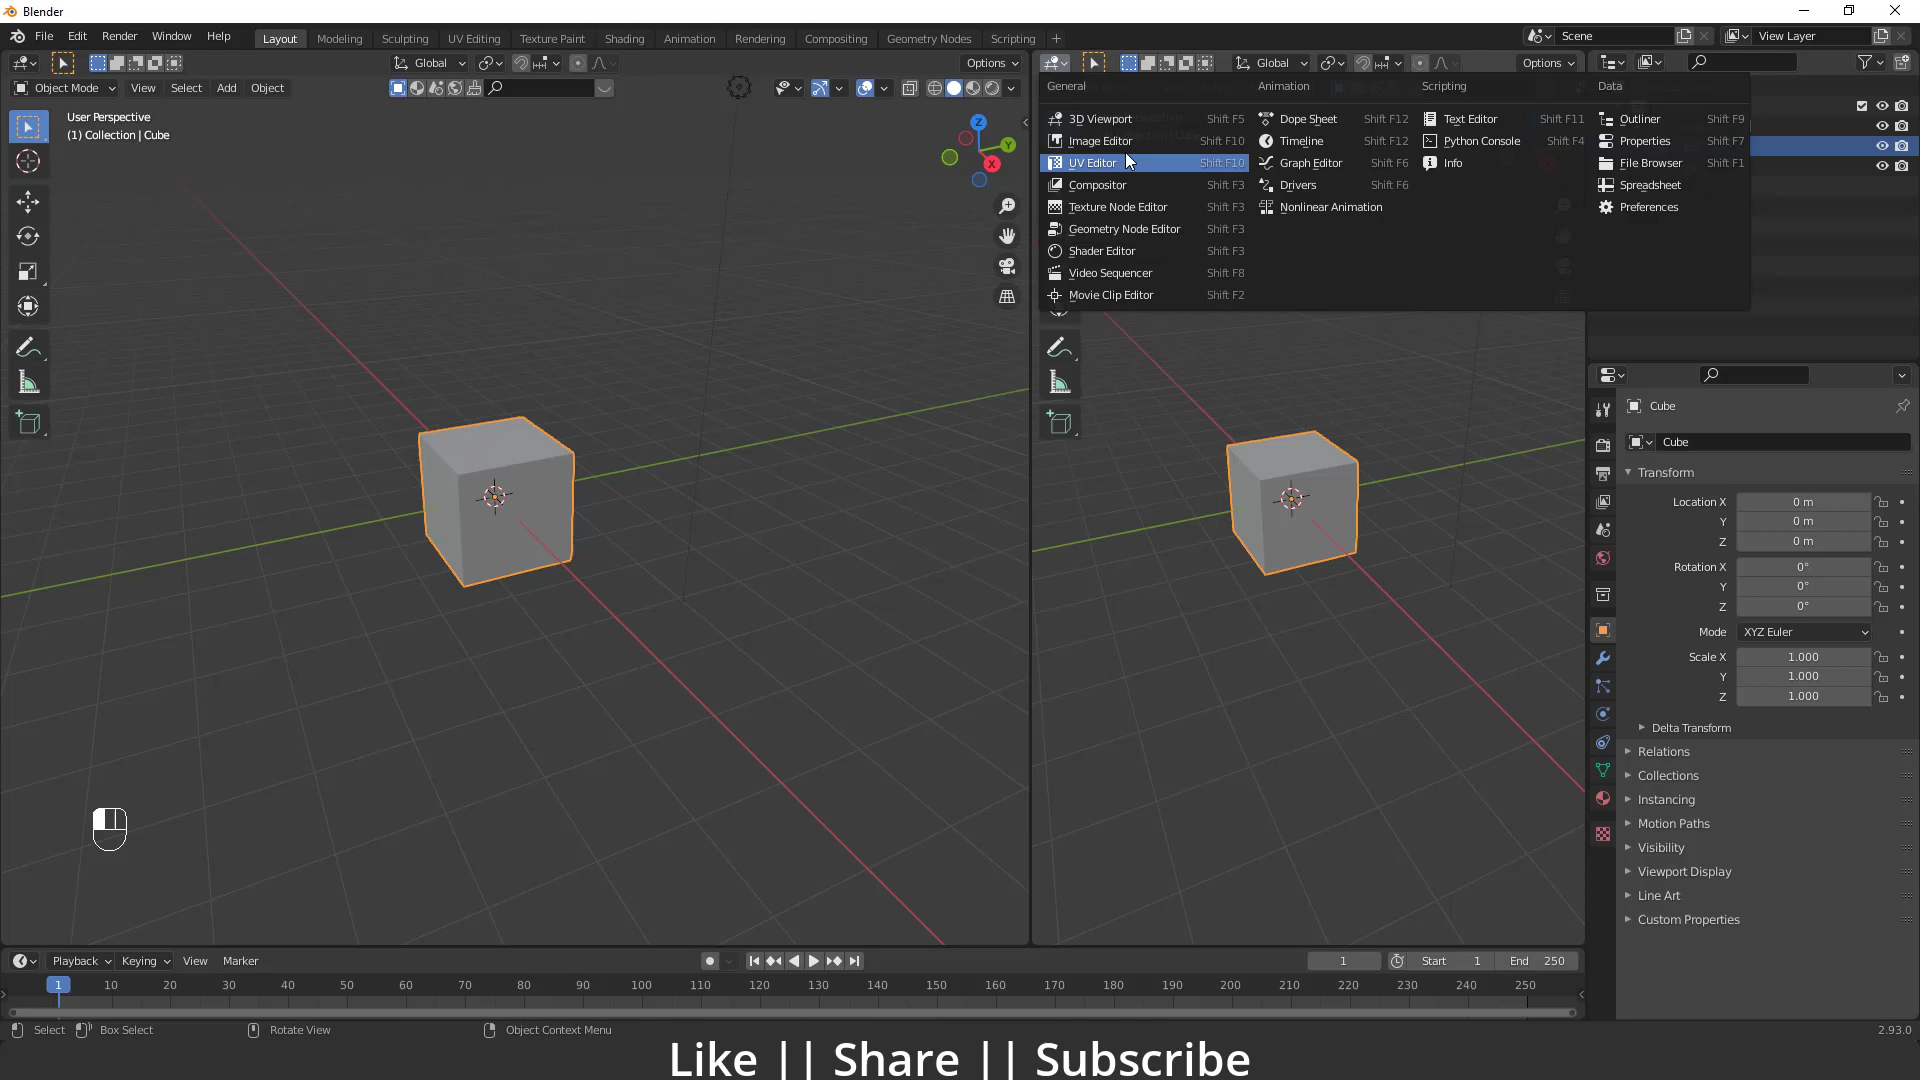 Blender
File Edit Render Window Help Layout Modeling Sculpting UV Editing Texture Paint Shading Animation Rendering Compositing Geometry Nodes Scripting + Scene View Layer
Global Options Global Options
Object Mode View Select Add Object
User Perspective
(1) Collection | Cube
Z
Y
X
General Animation Scripting Data
3D Viewport Shift F5 Dope Sheet Shift F12 Text Editor Shift F11 Outliner Shift F9
Image Editor Shift F10 Timeline Shift F12 Python Console Shift F4 Properties Shift F7
UV Editor Shift F10 Graph Editor Shift F6 Info File Browser Shift F1
Compositor Shift F3 Drivers Shift F6 Spreadsheet
Texture Node Editor Shift F3 Nonlinear Animation Preferences
Geometry Node Editor Shift F3
Shader Editor Shift F3
Video Sequencer Shift F8
Movie Clip Editor Shift F2
Cube
Cube
Transform
Location X 0 m
Y 0 m
Z 0 m
Rotation X 0°
Y 0°
Z 0°
Mode XYZ Euler
Scale X 1.000
Y 1.000
Z 1.000
Delta Transform
Relations
Collections
Instancing
Motion Paths
Visibility
Viewport Display
Line Art
Custom Properties
Playback Keying View Marker 1 Start 1 End 250
1 10 20 30 40 50 60 70 80 90 100 110 120 130 140 150 160 170 180 190 200 210 220 230 240 250
Select Box Select Rotate View Object Context Menu 2.93.0
Like || Share || Subscribe